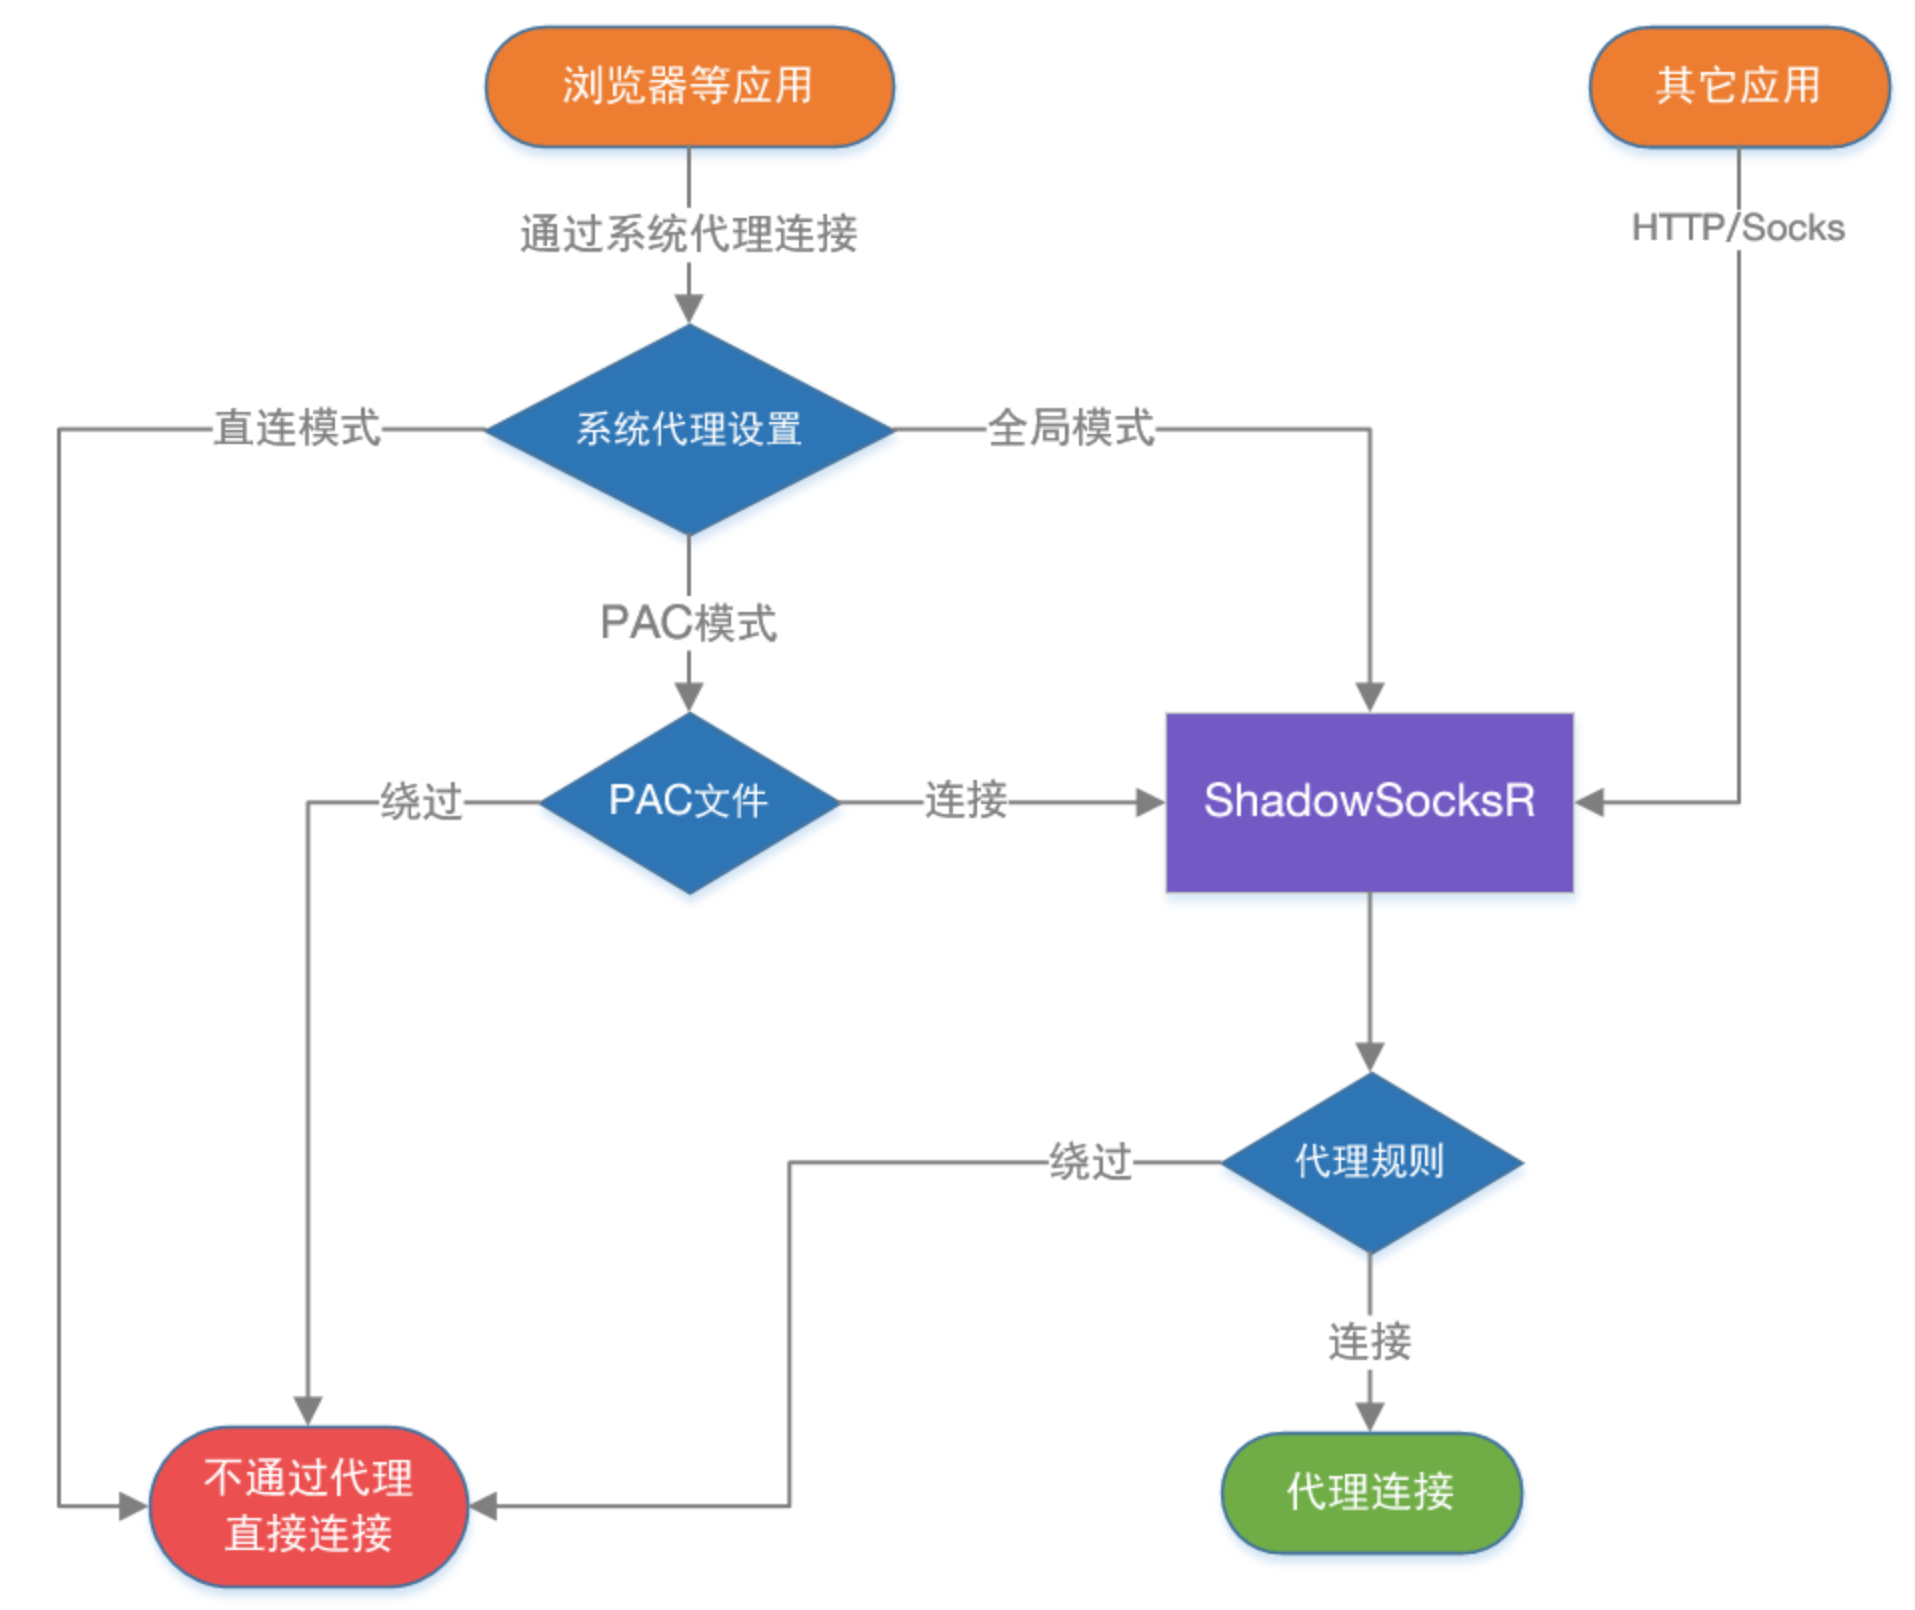 浏览器等应用
其它应用
通过系统代理连接
HTTP/Socks
直连模式
系统代理设置
全局模式
PAC模式
绕过
PAC文件
连接
ShadowSocksR
绕过
代理规则
连接
不通过代理
直接连接
代理连接